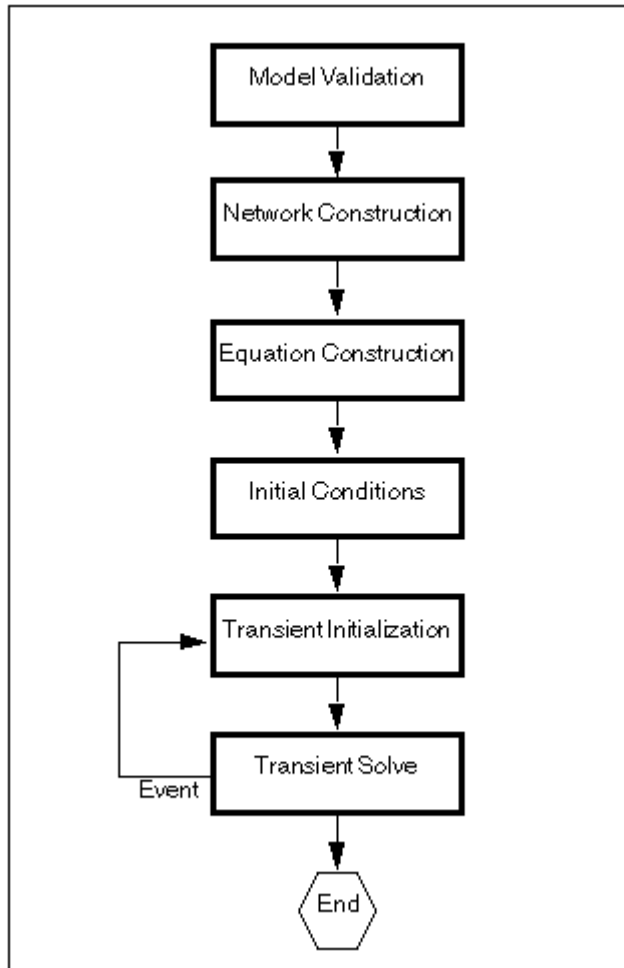 Model Validation
Network Construction
Equation Construction
Initial Conditions
Transient Initialization
Transient Solve
Event
End